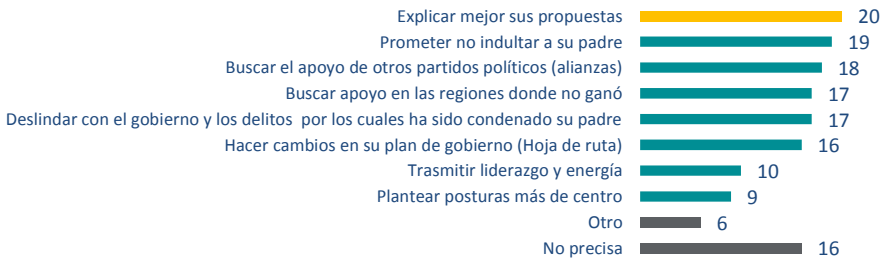 Explicar mejor sus propuestas 20
Prometer no indultar a su padre 19
Buscar el apoyo de otros partidos políticos (alianzas) 18
Buscar apoyo en las regiones donde no ganó 17
Deslindar con el gobierno y los delitos por los cuales ha sido condenado su padre 17
Hacer cambios en su plan de gobierno (Hoja de ruta) 16
Trasmitir liderazgo y energía 10
Plantear posturas más de centro 9
Otro 6
No precisa 16